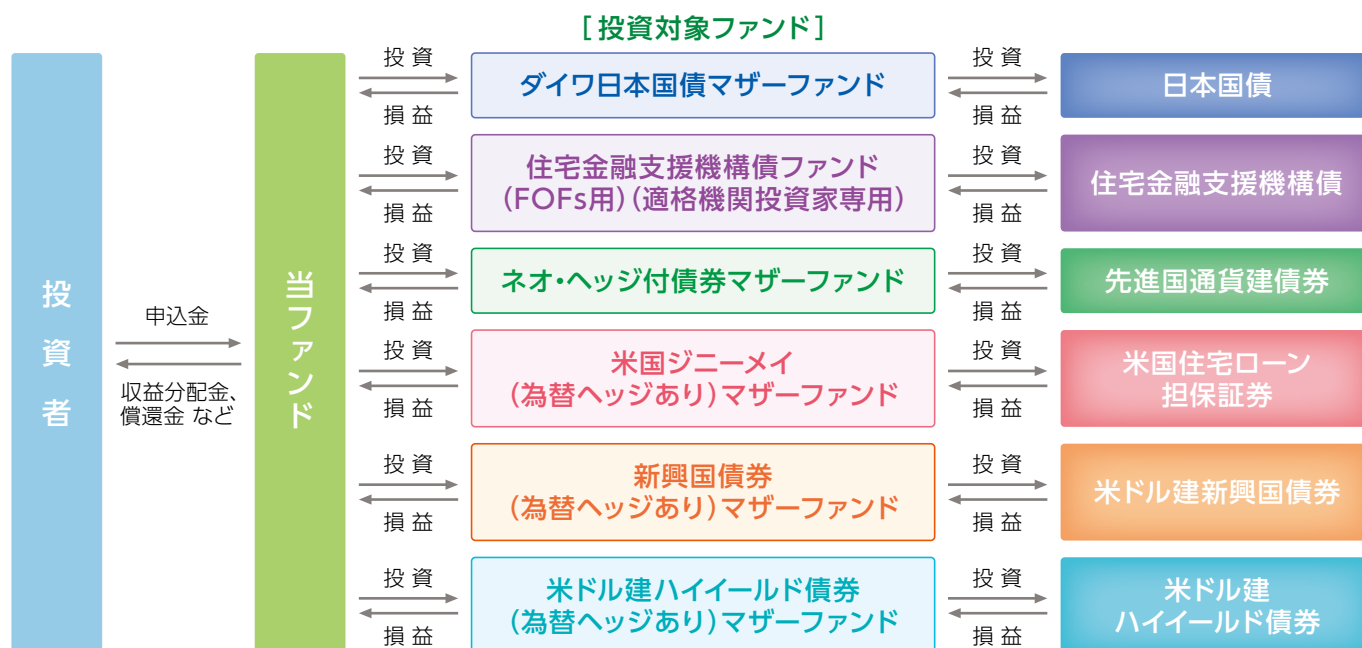 [投資対象ファンド]
投資者
申込金
収益分配金、
償還金 など
当ファンド
投資
損益
ダイワ日本国債マザーファンド
投資
損益
日本国債
投資
損益
住宅金融支援機構債ファンド
(FOFs用)(適格機関投資家専用)
投資
損益
住宅金融支援機構債
投資
損益
ネオ・ヘッジ付債券マザーファンド
投資
損益
先進国通貨建債券
投資
損益
米国ジニーメイ
(為替ヘッジあり)マザーファンド
投資
損益
米国住宅ローン
担保証券
投資
損益
新興国債券
(為替ヘッジあり)マザーファンド
投資
損益
米ドル建新興国債券
投資
損益
米ドル建ハイイールド債券
(為替ヘッジあり)マザーファンド
投資
損益
米ドル建
ハイイールド債券